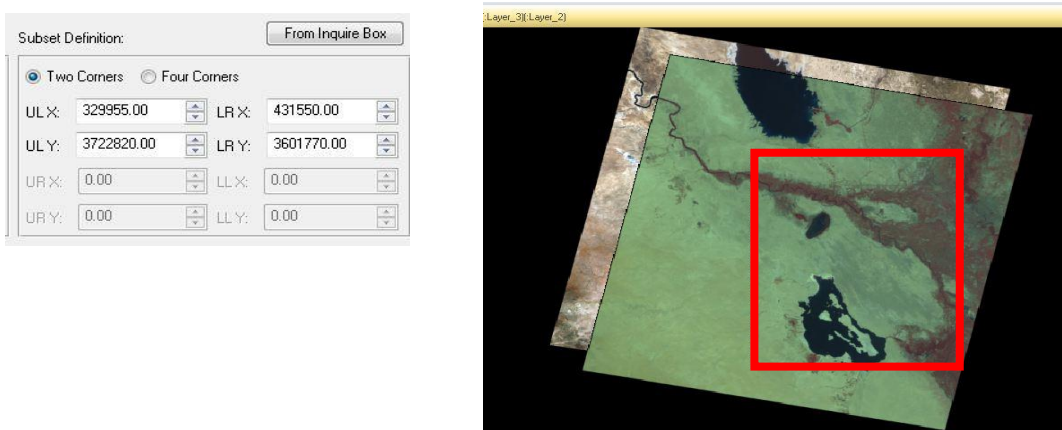 :Layer_3)(:Layer_2)
Subset Definition:
From Inquire Box
Two Corners
Four Corners
UL X: 329955.00 LR X: 431550.00
UL Y: 3722820.00 LR Y: 3601770.00
UR X: 0.00 LL X: 0.00
UR Y: 0.00 LL Y: 0.00